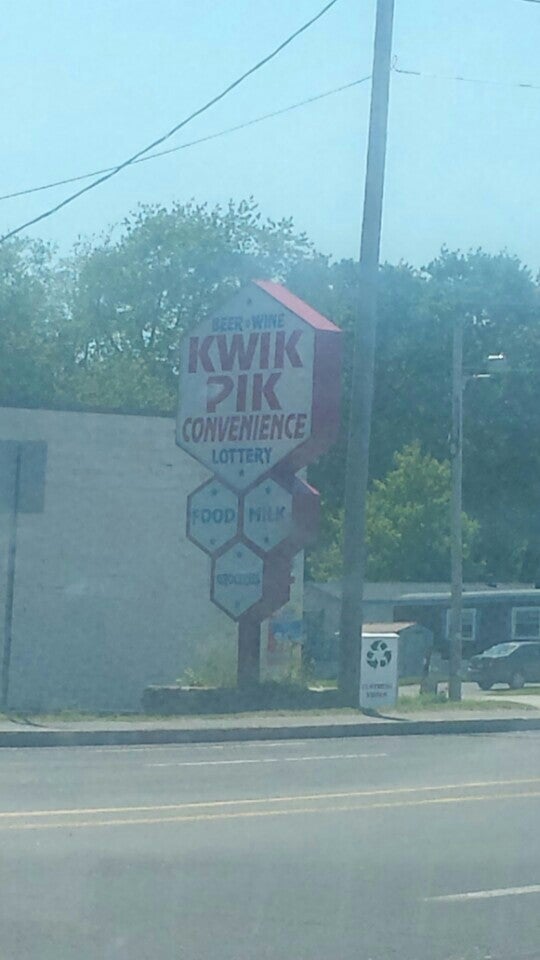 BEER & WINE
KWIK
PIK
CONVENIENCE
LOTTERY
FOOD MILK
GROCERIES